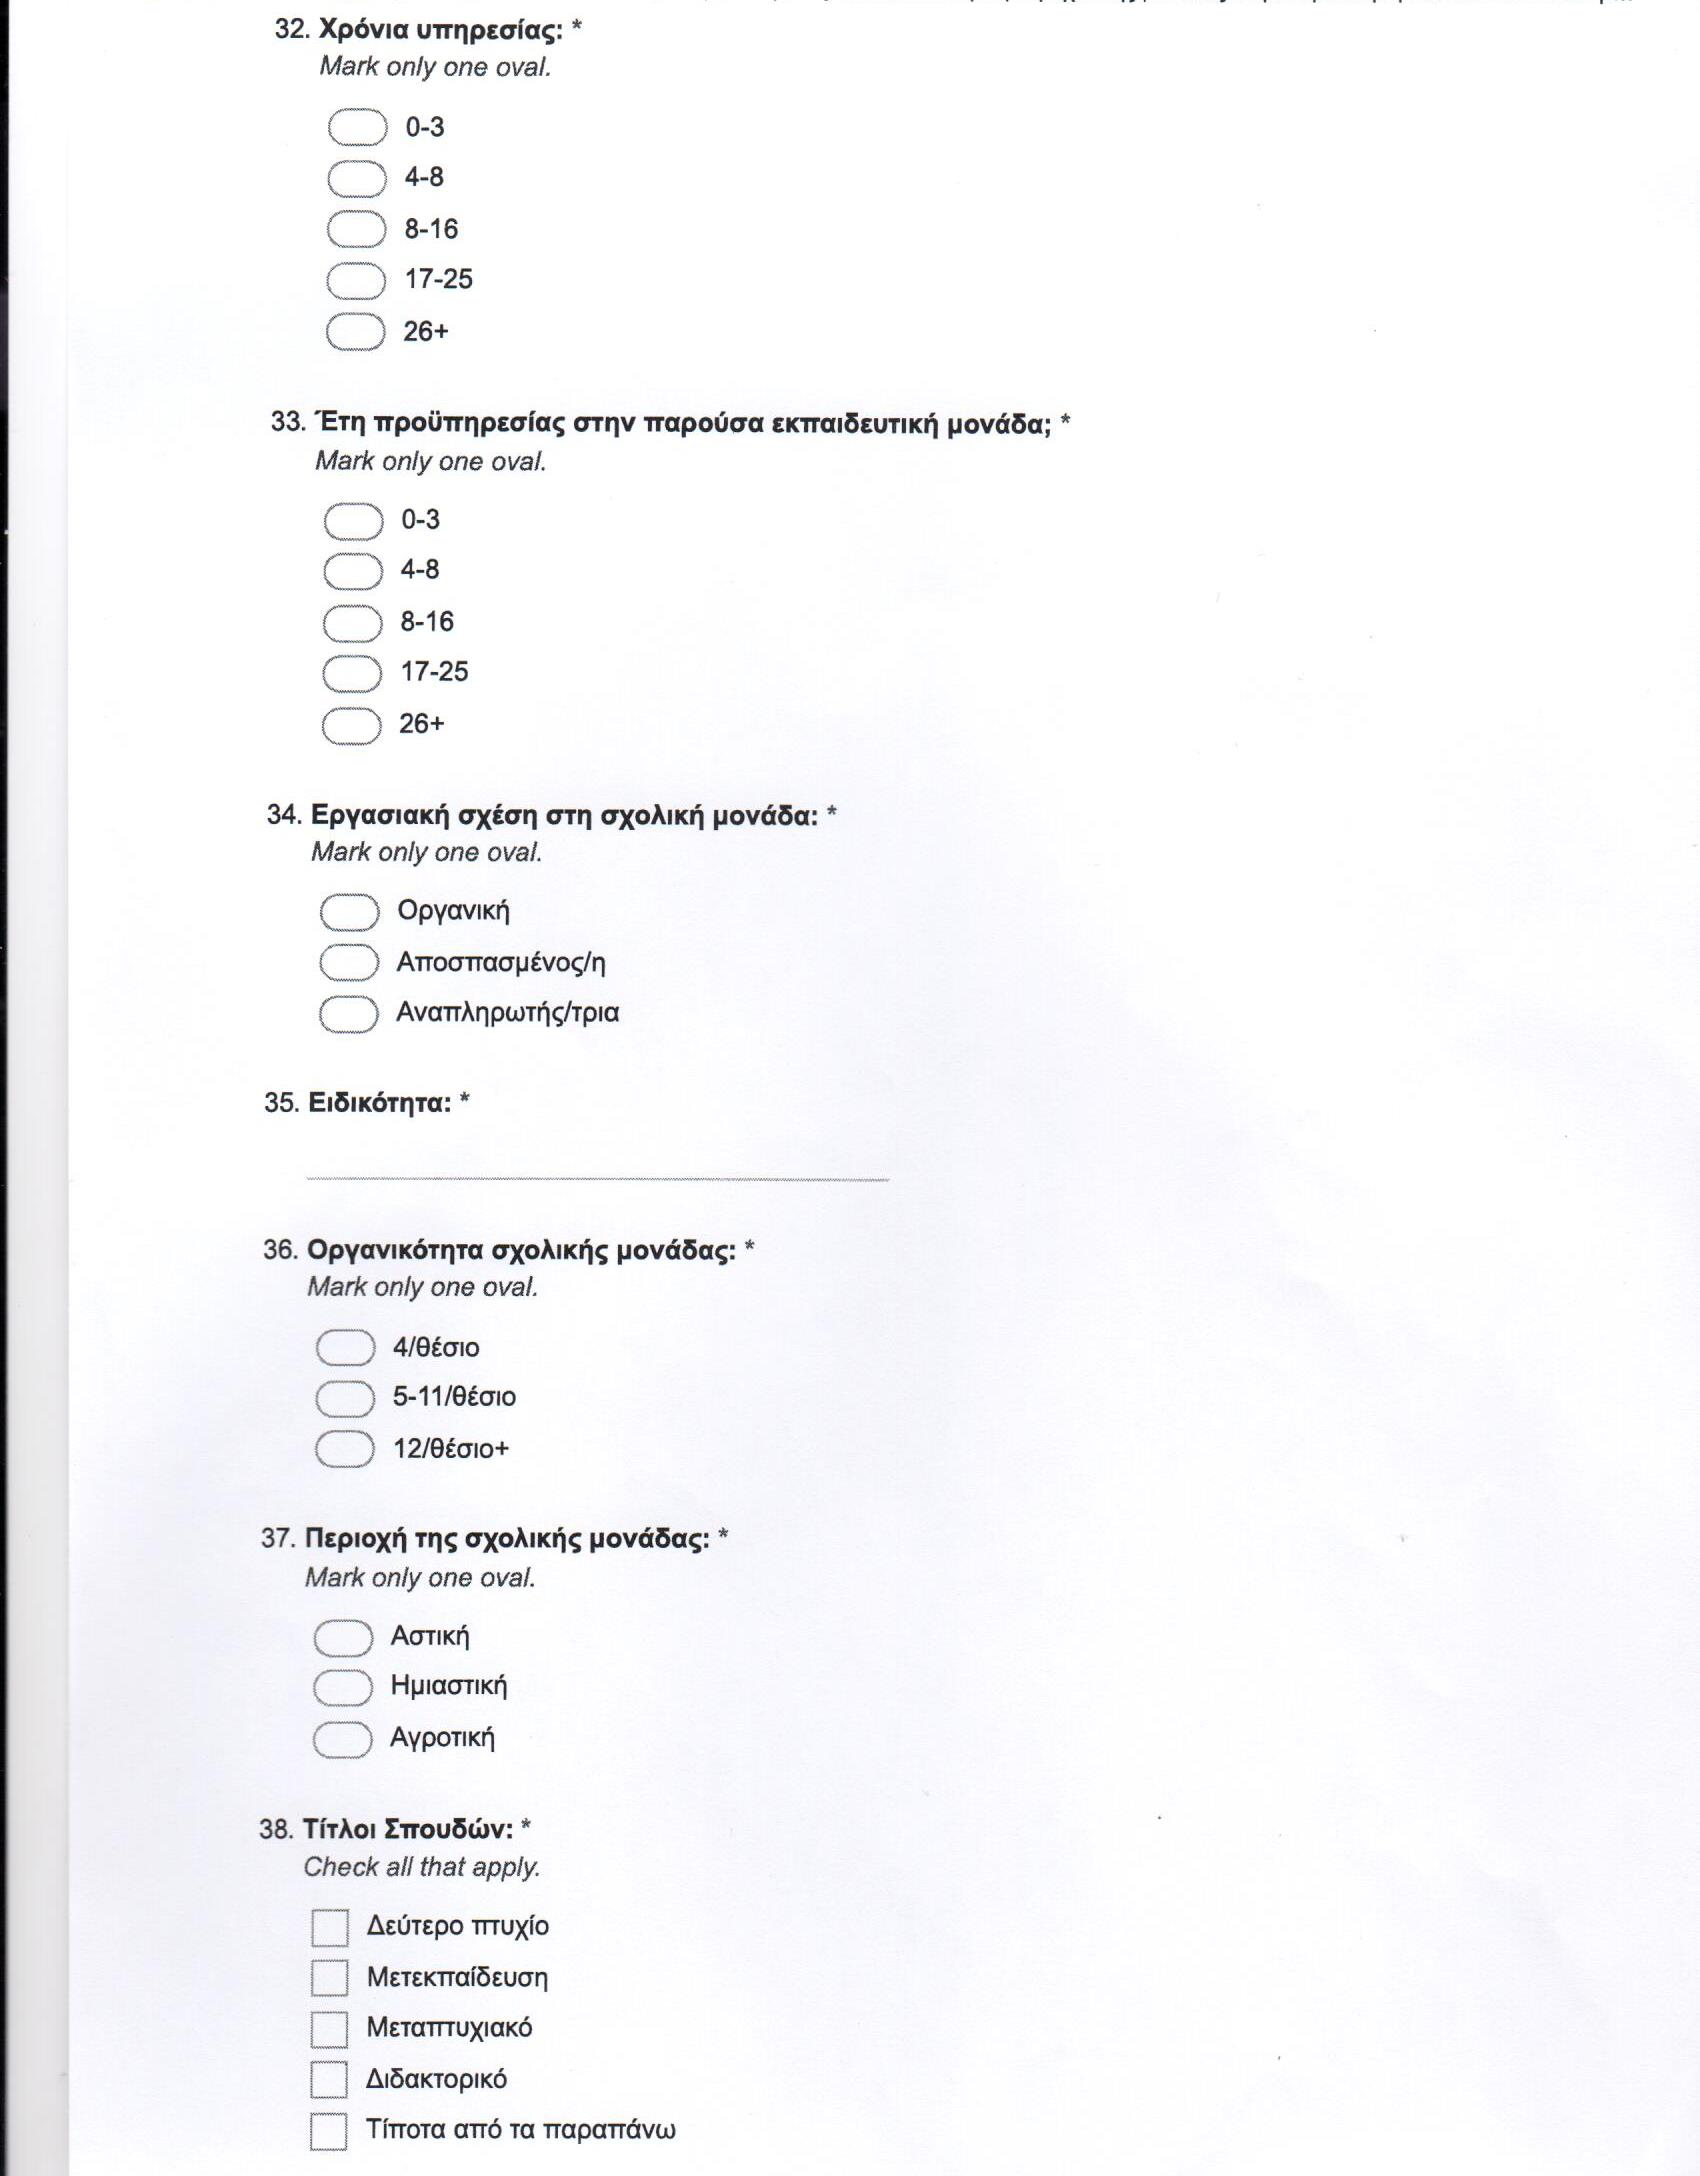 32. Χρόνια υπηρεσίας: *
Mark only one oval.
0-3
4-8
8-16
17-25
26+
33. Έτη προϋπηρεσίας στην παρούσα εκπαιδευτική μονάδα; *
Mark only one oval.
0-3
4-8
8-16
17-25
26+
34. Εργασιακή σχέση στη σχολική μονάδα: *
Mark only one oval.
Οργανική
Αποσπασμένος/η
Αναπληρωτής/τρια
35. Ειδικότητα: *
36. Οργανικότητα σχολικής μονάδας: *
Mark only one oval.
4/θέσιο
5-11/θέσιο
12/θέσιο+
37. Περιοχή της σχολικής μονάδας: *
Mark only one oval.
Αστική
Ημιαστική
Αγροτική
38. Τίτλοι Σπουδών: *
Check all that apply.
Δεύτερο πτυχίο
Μετεκπαίδευση
Μεταπτυχιακό
Διδακτορικό
Τίποτα από τα παραπάνω